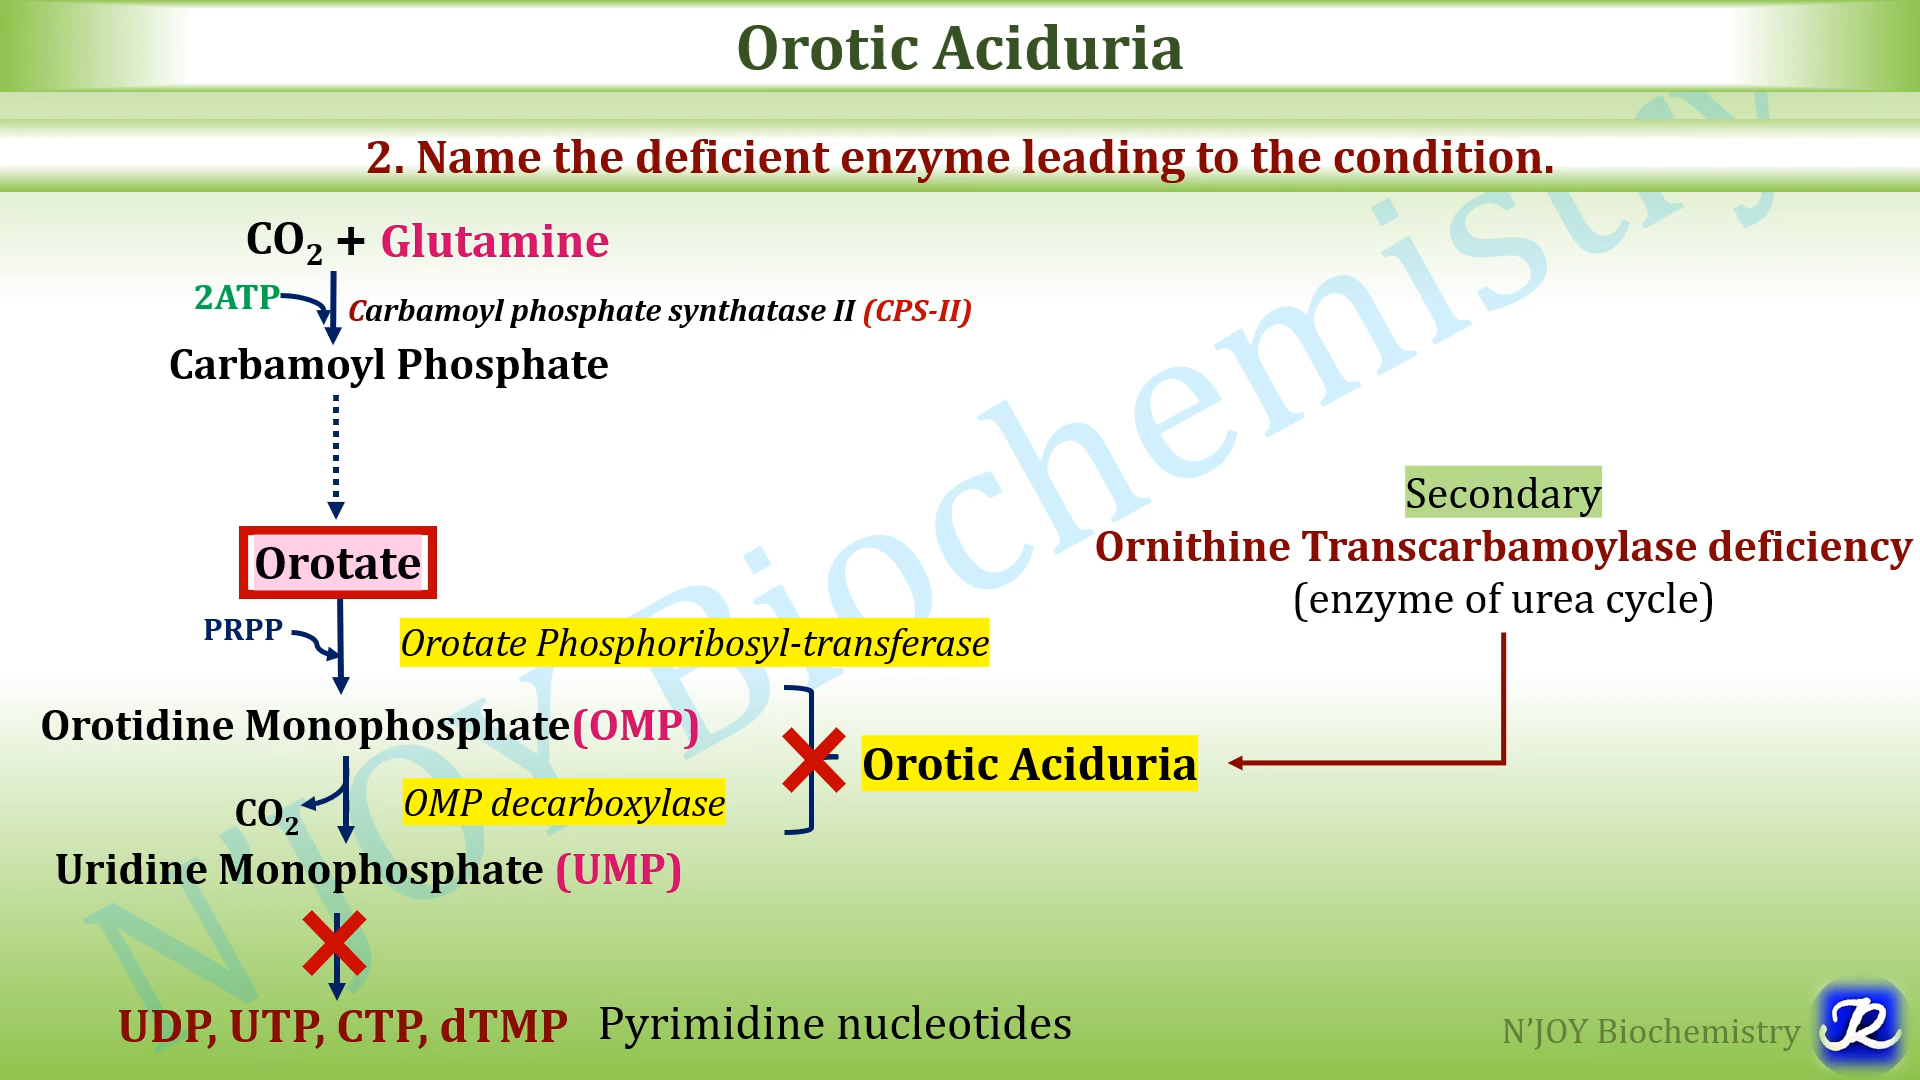 Orotic Aciduria
2. Name the deficient enzyme leading to the condition.
CO₂ + Glutamine
2ATP
Carbamoyl phosphate synthatase II (CPS-II)
Carbamoyl Phosphate
Orotate
PRPP
Orotate Phosphoribosyl-transferase
Orotidine Monophosphate(OMP)
CO₂
OMP decarboxylase
Uridine Monophosphate (UMP)
UDP, UTP, CTP, dTMP Pyrimidine nucleotides
Orotic Aciduria
Secondary
Ornithine Transcarbamoylase deficiency
(enzyme of urea cycle)
N'JOY Biochemistry
N'JOY Biochemistry
R